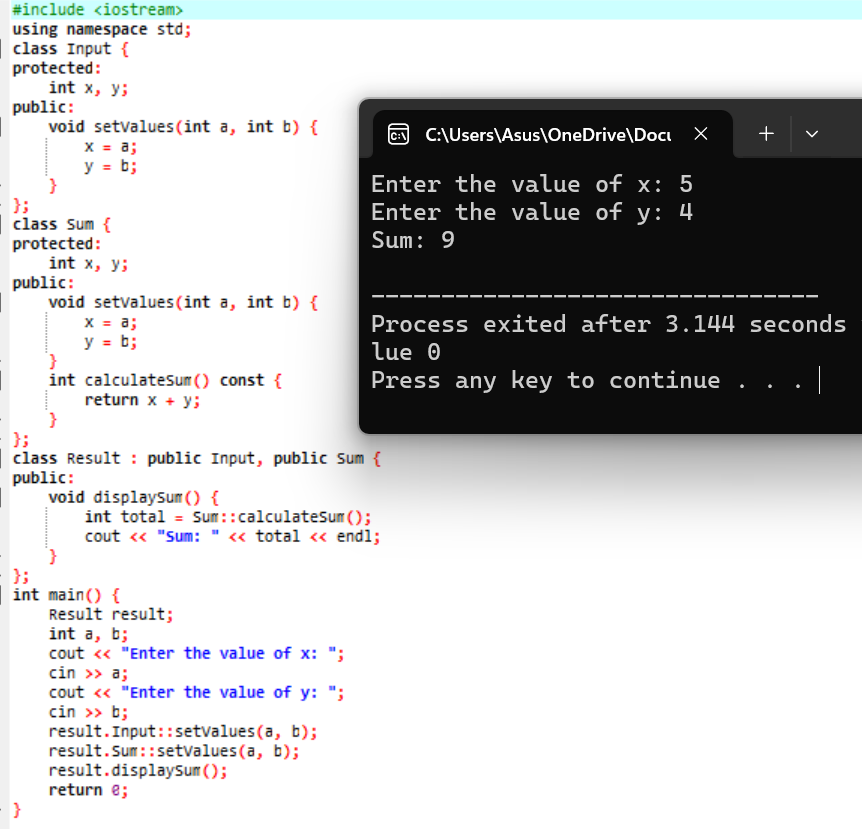 #include <iostream>
using namespace std;
class Input {
protected:
    int x, y;
public:
    void setValues(int a, int b) {
        x = a;
        y = b;
    }
};
class Sum {
protected:
    int x, y;
public:
    void setValues(int a, int b) {
        x = a;
        y = b;
    }
    int calculateSum() const {
        return x + y;
    }
};
class Result : public Input, public Sum {
public:
    void displaySum() {
        int total = Sum::calculateSum();
        cout << "Sum: " << total << endl;
    }
};
int main() {
    Result result;
    int a, b;
    cout << "Enter the value of x: ";
    cin >> a;
    cout << "Enter the value of y: ";
    cin >> b;
    result.Input::setValues(a, b);
    result.Sum::setValues(a, b);
    result.displaySum();
    return 0;
}
C:\Users\Asus\OneDrive\Docu
Enter the value of x: 5
Enter the value of y: 4
Sum: 9
--------------------------------
Process exited after 3.144 seconds
lue 0
Press any key to continue . . .